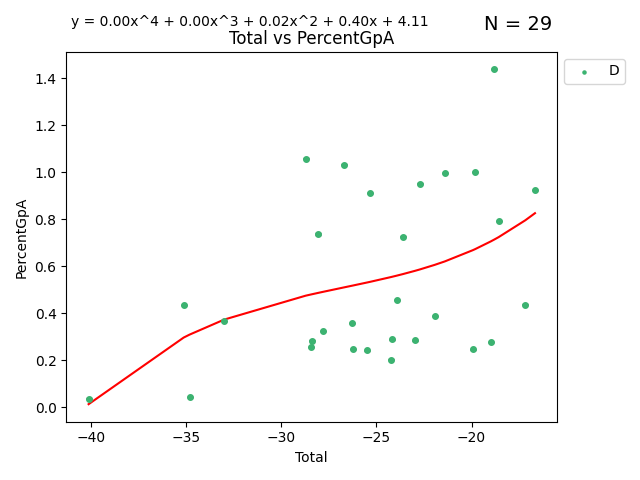 y = 0.00x^4 + 0.00x^3 + 0.02x^2 + 0.40x + 4.11
N = 29
Total vs PercentGpA
D
PercentGpA
1.4
1.2
1.0
0.8
0.6
0.4
0.2
0.0
−40
−35
−30
−25
−20
Total